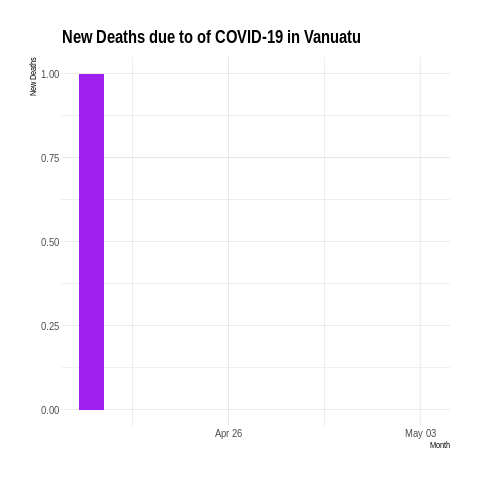 New Deaths due to of COVID-19 in Vanuatu
New Deaths
1.00
0.75
0.50
0.25
0.00
Apr 26
May 03
Month